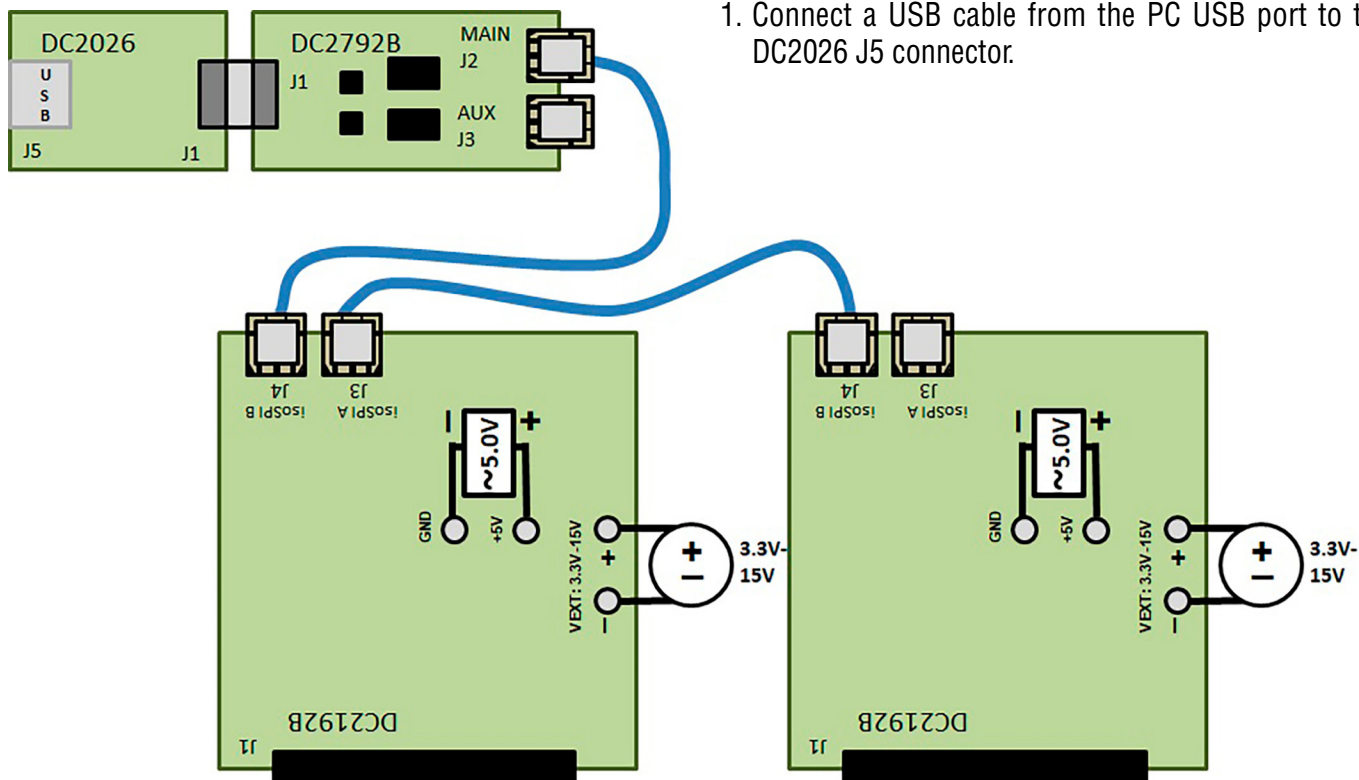 1. Connect a USB cable from the PC USB port to t
DC2026 J5 connector.
DC2026
U
S
B
J5
J1
DC2792B
J1
MAIN
J2
AUX
J3
J4
isoSPI B
J3
isoSPI A
– +
~5.0V
GND
+5V
VEXT: 3.3V-15V
+
–
+
–
3.3V-
15V
DC2192B
J1
J4
isoSPI B
J3
isoSPI A
– +
~5.0V
GND
+5V
VEXT: 3.3V-15V
+
–
+
–
3.3V-
15V
DC2192B
J1